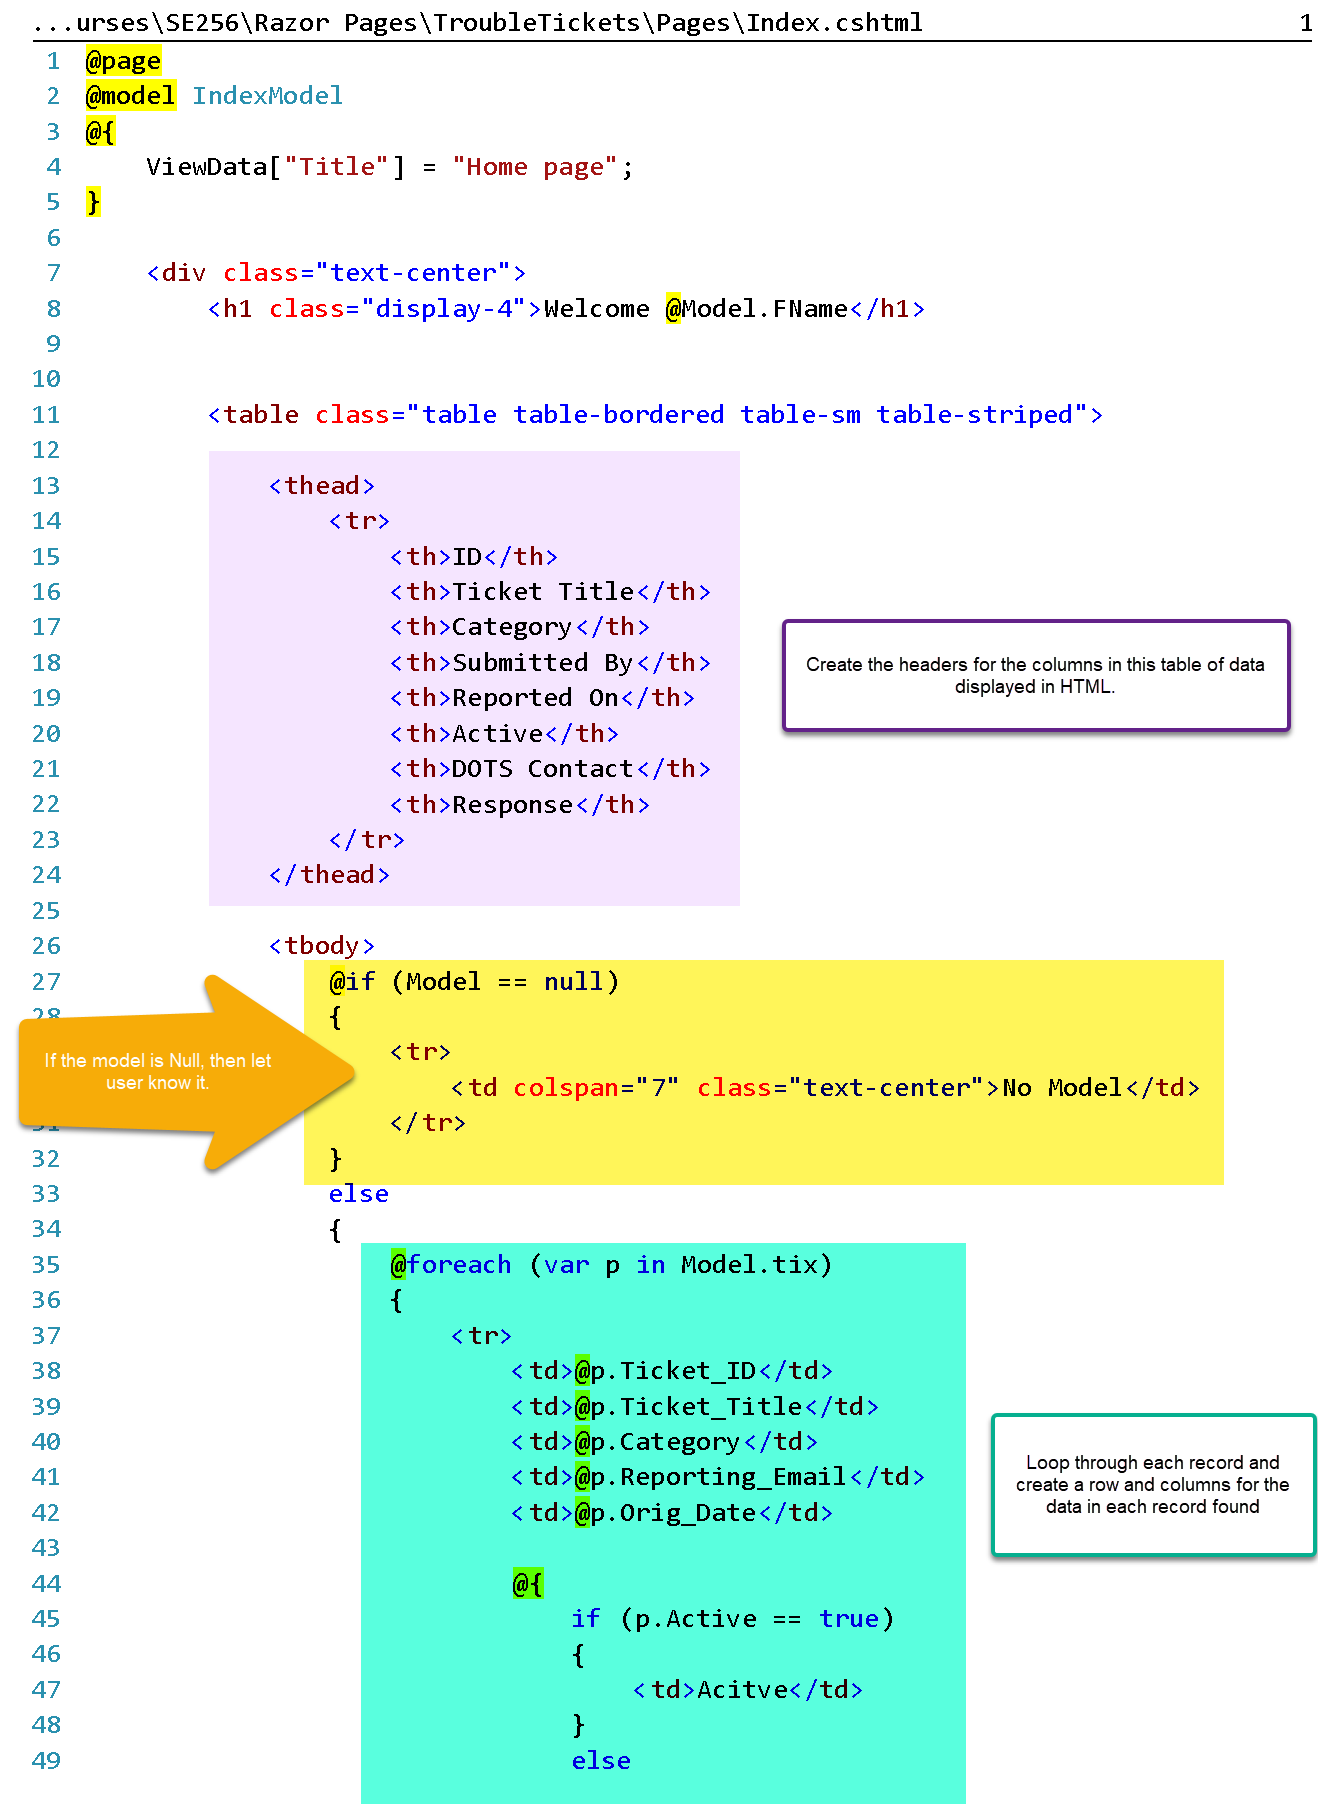 ...urses\SE256\Razor Pages\TroubleTickets\Pages\Index.cshtml 1
1 @page
2 @model IndexModel
3 @{
4 ViewData["Title"] = "Home page";
5 }
6
7 <div class="text-center">
8 <h1 class="display-4">Welcome @Model.FName</h1>
9
10
11 <table class="table table-bordered table-sm table-striped">
12
13 <thead>
14 <tr>
15 <th>ID</th>
16 <th>Ticket Title</th>
17 <th>Category</th>
18 <th>Submitted By</th>
19 <th>Reported On</th>
20 <th>Active</th>
21 <th>DOTS Contact</th>
22 <th>Response</th>
23 </tr>
24 </thead>
Create the headers for the columns in this table of data
displayed in HTML.
25
26 <tbody>
27 @if (Model == null)
28 {
<tr>
<td colspan="7" class="text-center">No Model</td>
31 </tr>
32 }
If the model is Null, then let
user know it.
33 else
34 {
35 @foreach (var p in Model.tix)
36 {
37 <tr>
38 <td>@p.Ticket_ID</td>
39 <td>@p.Ticket_Title</td>
40 <td>@p.Category</td>
41 <td>@p.Reporting_Email</td>
42 <td>@p.Orig_Date</td>
43
44 @{
45 if (p.Active == true)
46 {
47 <td>Acitve</td>
48 }
49 else
Loop through each record and
create a row and columns for the
data in each record found